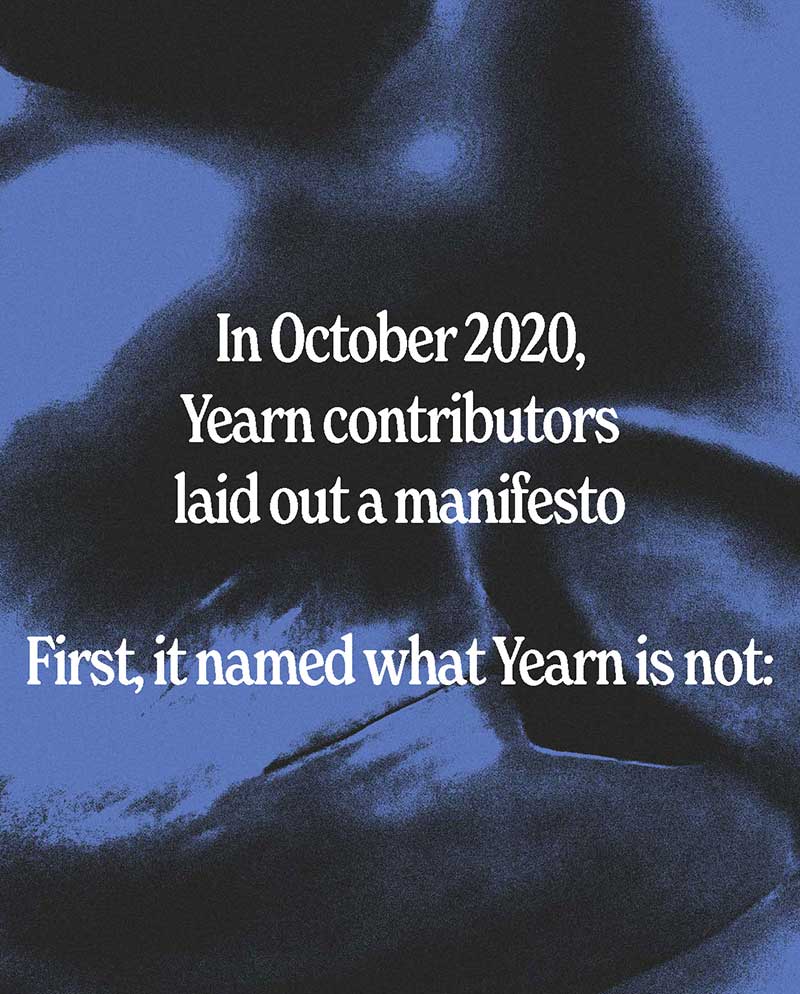 In October 2020,
Yearn contributors
laid out a manifesto
First, it named what Yearn is not: